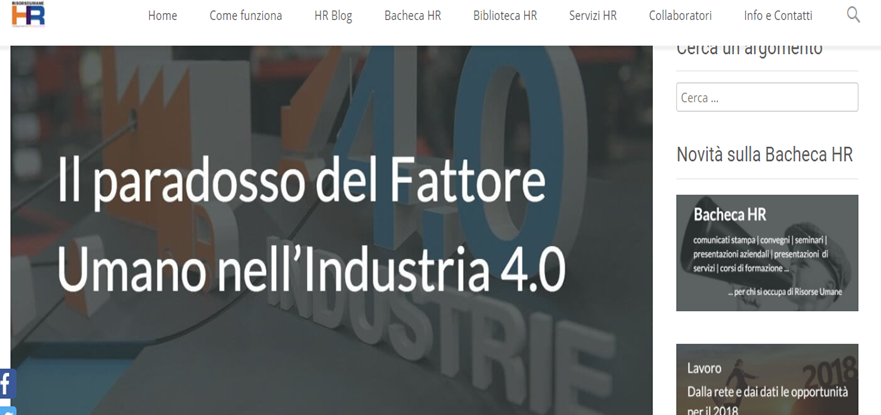 RISORSEUMANE
HR
Home
Come funziona
HR Blog
Bacheca HR
Biblioteca HR
Servizi HR
Collaboratori
Info e Contatti
4.0
INDUSTRIE
Il paradosso del Fattore
Umano nell'Industria 4.0
Cerca un argomento
Cerca ...
Novità sulla Bacheca HR
Bacheca HR
comunicati stampa | convegni | seminari |
presentazioni aziendali | presentazioni di
servizi | corsi di formazione ...
... per chi si occupa di Risorse Umane
2018
Lavoro
Dalla rete e dai dati le opportunità
per il 2018